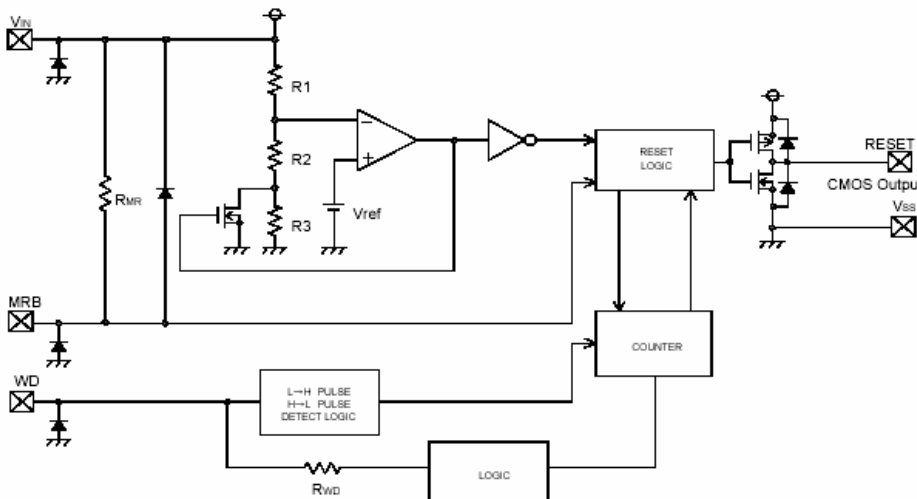 VIN
R1
R2
R3
RMR
Vref
−
+
RESET
LOGIC
RESET
CMOS Output
VSS
MRB
COUNTER
WD
L→H PULSE
H→L PULSE
DETECT LOGIC
RWD
LOGIC